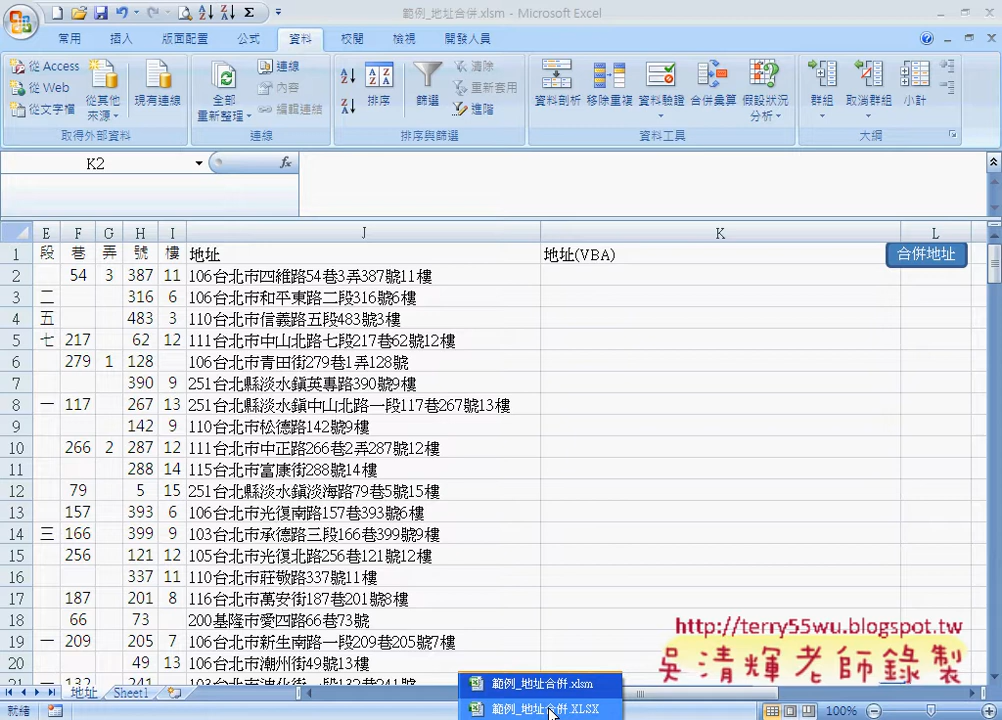 範例_地址合併.xlsm - Microsoft Excel
常用 插入 版面配置 公式 資料 校閱 檢視 開發人員
從 Access
從 Web
從文字檔
從其他來源
現有連線
取得外部資料
全部重新整理
連線
內容
編輯連結
連線
排序
篩選
清除
重新套用
進階
排序與篩選
資料剖析
移除重複
資料驗證
合併彙算
假設狀況分析
資料工具
群組
取消群組
小計
大綱
K2
fx
E F G H I J K L
1 段 巷 弄 號 樓 地址 地址(VBA) 合併地址
2 54 3 387 11 106台北市四維路54巷3弄387號11樓
3 二 316 6 106台北市和平東路二段316號6樓
4 五 483 3 110台北市信義路五段483號3樓
5 七 217 62 12 111台北市中山北路七段217巷62號12樓
6 279 1 128 106台北市青田街279巷1弄128號
7 390 9 251台北縣淡水鎮英專路390號9樓
8 一 117 267 13 251台北縣淡水鎮中山北路一段117巷267號13樓
9 142 9 110台北市松德路142號9樓
10 266 2 287 12 111台北市中正路266巷2弄287號12樓
11 288 14 115台北市富康街288號14樓
12 79 5 15 251台北縣淡水鎮淡海路79巷5號15樓
13 157 393 6 106台北市光復南路157巷393號6樓
14 三 166 399 9 103台北市承德路三段166巷399號9樓
15 256 121 12 105台北市光復北路256巷121號12樓
16 337 11 110台北市莊敬路337號11樓
17 187 201 8 116台北市萬安街187巷201號8樓
18 66 73 200基隆市愛四路66巷73號
19 一 209 205 7 106台北市新生南路一段209巷205號7樓
20 49 13 106台北市潮州街49號13樓
http://terry55wu.blogspot.tw
吳清輝老師錄製
範例_地址合併.xlsm
範例_地址合併.XLSX
地址 Sheet1
就緒
100%